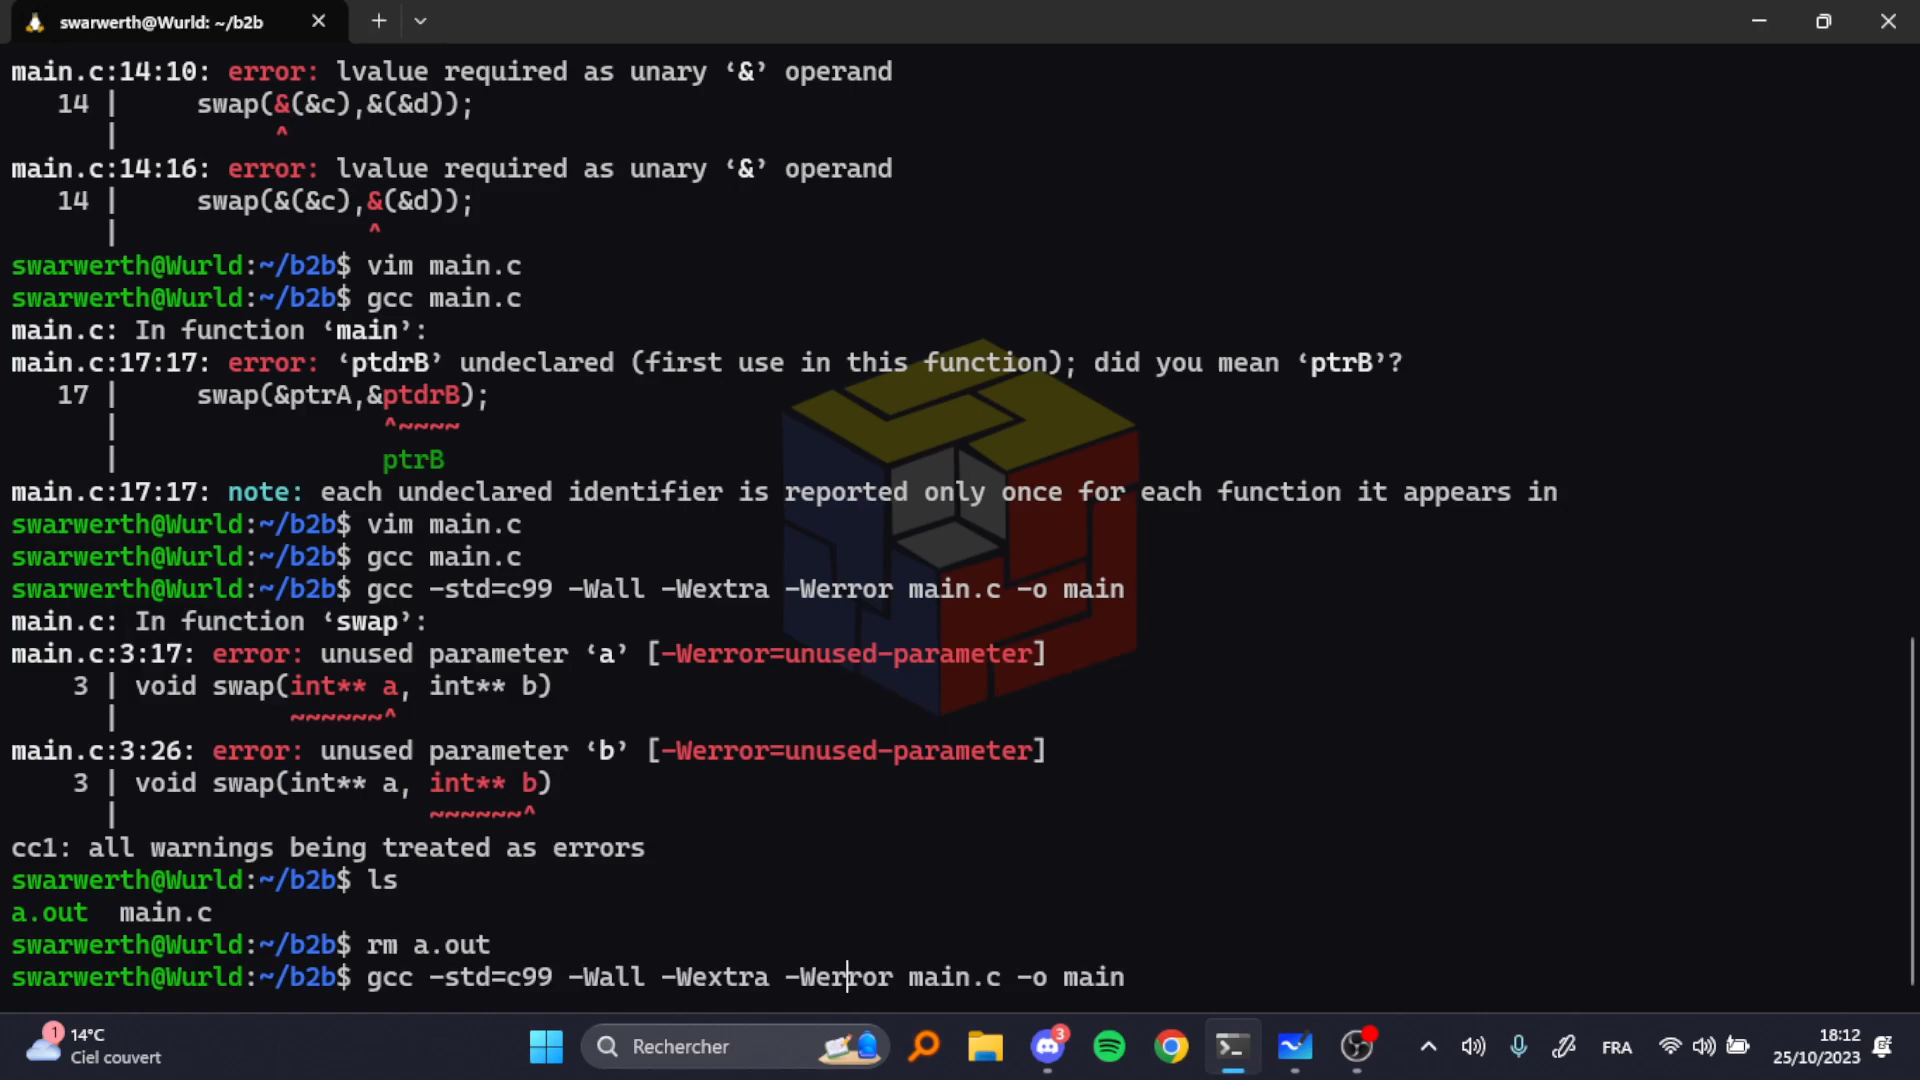 swarwerth@Wurld: ~/b2b
main.c:14:10: error: lvalue required as unary ‘&’ operand
   14 |     swap(&(&c),&(&d));
      |          ^
main.c:14:16: error: lvalue required as unary ‘&’ operand
   14 |     swap(&(&c),&(&d));
      |                ^
swarwerth@Wurld:~/b2b$ vim main.c
swarwerth@Wurld:~/b2b$ gcc main.c
main.c: In function ‘main’:
main.c:17:17: error: ‘ptdrB’ undeclared (first use in this function); did you mean ‘ptrB’?
   17 |     swap(&ptrA,&ptdrB);
      |                 ^~~~~
      |                 ptrB
main.c:17:17: note: each undeclared identifier is reported only once for each function it appears in
swarwerth@Wurld:~/b2b$ vim main.c
swarwerth@Wurld:~/b2b$ gcc main.c
swarwerth@Wurld:~/b2b$ gcc -std=c99 -Wall -Wextra -Werror main.c -o main
main.c: In function ‘swap’:
main.c:3:17: error: unused parameter ‘a’ [-Werror=unused-parameter]
    3 | void swap(int** a, int** b)
      |           ~~~~~~^
main.c:3:26: error: unused parameter ‘b’ [-Werror=unused-parameter]
    3 | void swap(int** a, int** b)
      |                    ~~~~~~^
cc1: all warnings being treated as errors
swarwerth@Wurld:~/b2b$ ls
a.out  main.c
swarwerth@Wurld:~/b2b$ rm a.out
swarwerth@Wurld:~/b2b$ gcc -std=c99 -Wall -Wextra -Werror main.c -o main
1
14°C
Ciel couvert
Rechercher
3
FRA
18:12
25/10/2023